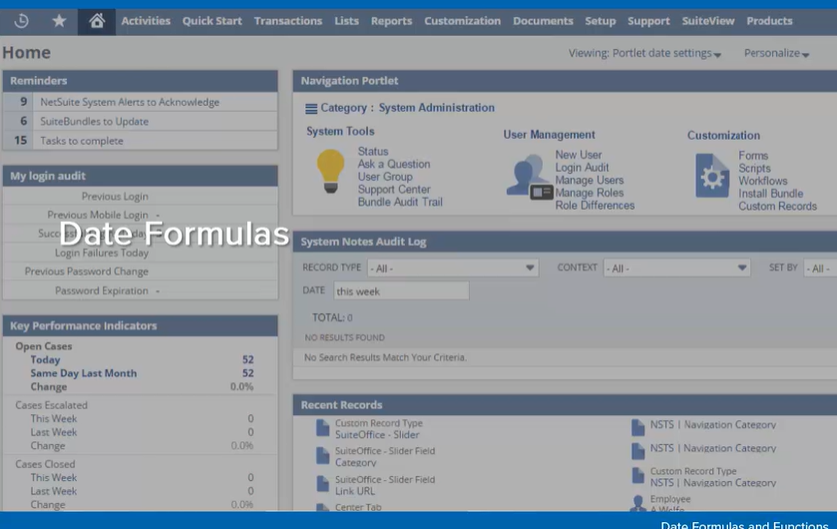 Activities Quick Start Transactions Lists Reports Customization Documents Setup Support SuiteView Products
Home
Viewing: Portlet date settings Personalize
Reminders
9 NetSuite System Alerts to Acknowledge
6 SuiteBundles to Update
15 Tasks to complete
My login audit
Previous Login
Previous Mobile Login -
Date Formulas
Login Failures Today
Previous Password Change
Password Expiration -
Key Performance Indicators
Open Cases
Today 52
Same Day Last Month 52
Change 0.0%
Cases Escalated
This Week 0
Last Week 0
Change 0.0%
Cases Closed
This Week 0
Last Week 0
Change 0.0%
Navigation Portlet
Category : System Administration
System Tools
Status
Ask a Question
User Group
Support Center
Bundle Audit Trail
User Management
New User
Login Audit
Manage Users
Manage Roles
Role Differences
Customization
Forms
Scripts
Workflows
Install Bundle
Custom Records
System Notes Audit Log
RECORD TYPE - All - CONTEXT - All - SET BY - All -
DATE this week
TOTAL: 0
NO RESULTS FOUND
No Search Results Match Your Criteria.
Recent Records
Custom Record Type
SuiteOffice - Slider
SuiteOffice - Slider Field
Category
SuiteOffice - Slider Field
Link URL
Center Tab
NSTS | Navigation Category
NSTS | Navigation Category
Custom Record Type
NSTS | Navigation Category
Employee
A Wolfe
Date Formulas and Functions